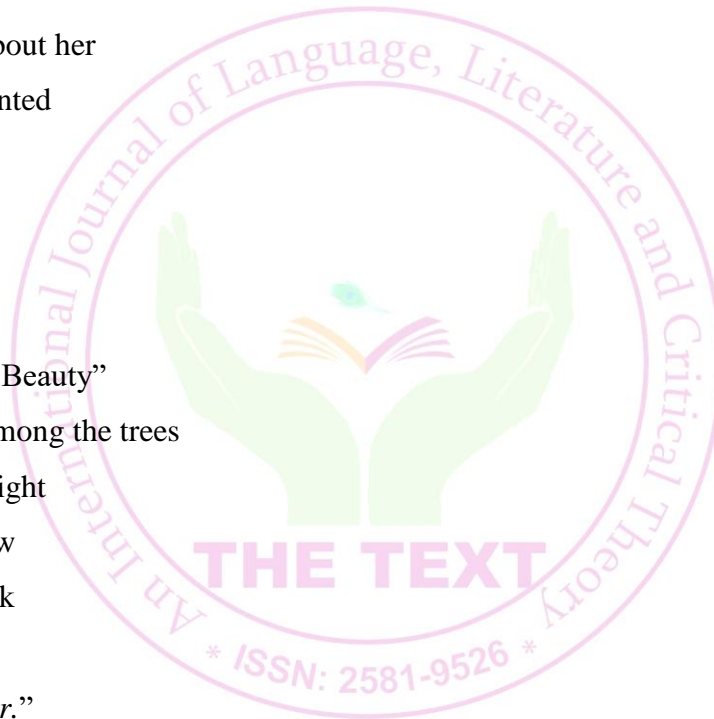 bout her
nted
Beauty”
mong the trees
ight
w
k
r.”
An International Journal of Language, Literature and Critical Theory
THE TEXT
* ISSN: 2581-9526 *